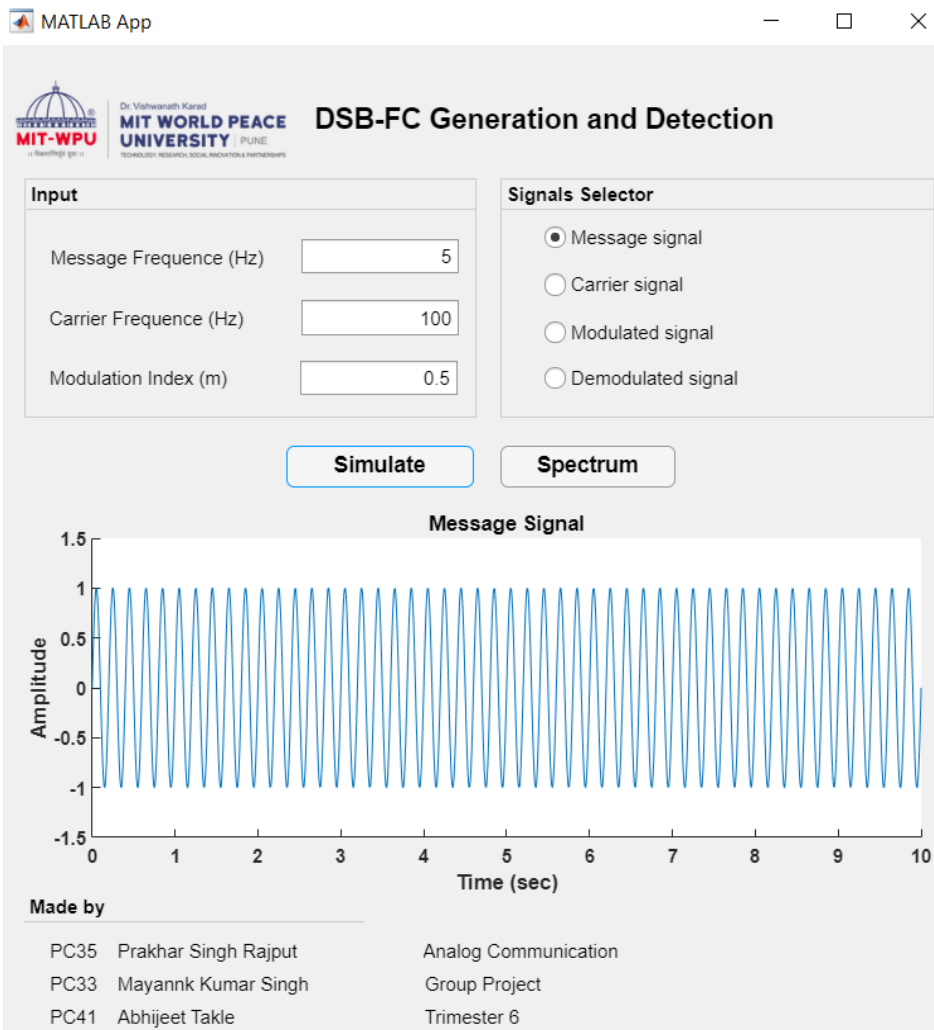 MATLAB App
MIT-WPU
Dr. Vishwanath Karad
MIT WORLD PEACE
UNIVERSITY | PUNE
TECHNOLOGY, RESEARCH, SOCIAL INNOVATION & PARTNERSHIPS
DSB-FC Generation and Detection
Input
Message Frequence (Hz) 5
Carrier Frequence (Hz) 100
Modulation Index (m) 0.5
Signals Selector
Message signal
Carrier signal
Modulated signal
Demodulated signal
Simulate
Spectrum
Message Signal
Amplitude
1.5
1
0.5
0
-0.5
-1
-1.5
0 1 2 3 4 5 6 7 8 9 10
Time (sec)
Made by
PC35 Prakhar Singh Rajput
PC33 Mayannk Kumar Singh
PC41 Abhijeet Takle
Analog Communication
Group Project
Trimester 6